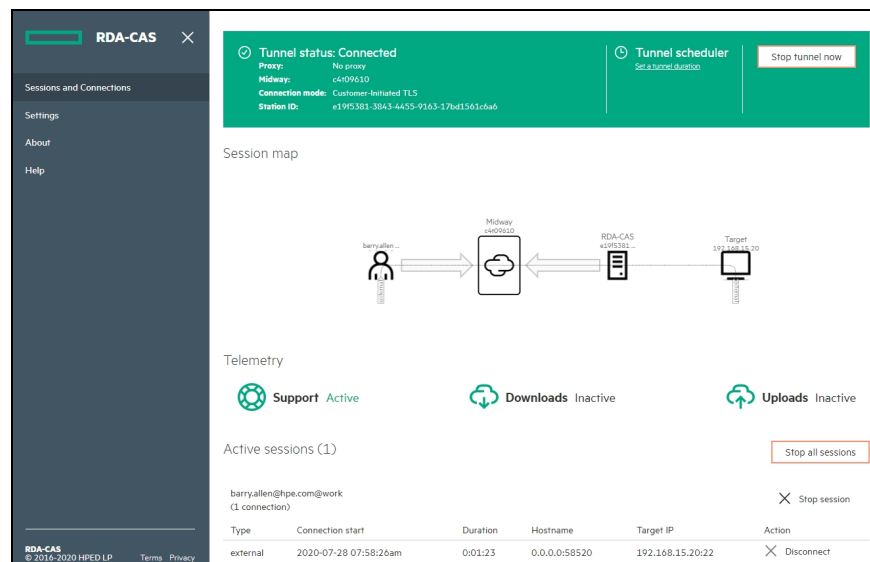 RDA-CAS
Sessions and Connections
Settings
About
Help
RDA-CAS
© 2016-2020 HPED LP Terms Privacy
Tunnel status: Connected
Proxy: No proxy
Midway: c4t09610
Connection mode: Customer-Initiated TLS
Station ID: e19f5381-3843-4455-9163-17bd1561c6a6
Tunnel scheduler
Set a tunnel duration
Stop tunnel now
Session map
barry.allen ...
Midway
c4t09610
RDA-CAS
e19f5381 ...
Target
192.168.15.20
Telemetry
Support Active
Downloads Inactive
Uploads Inactive
Active sessions (1)
Stop all sessions
barry.allen@hpe.com@work
(1 connection)
Stop session
Type Connection start Duration Hostname Target IP Action
external 2020-07-28 07:58:26am 0:01:23 0.0.0.0:58520 192.168.15.20:22 Disconnect